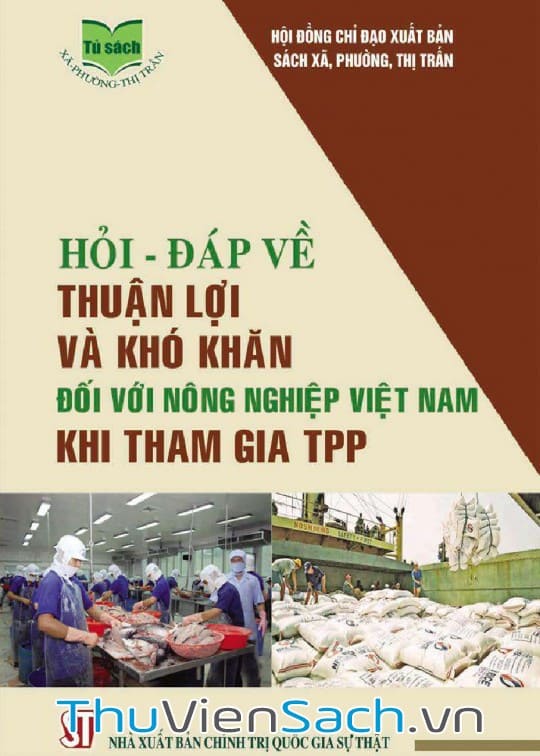 Tủ sách
XÃ-PHƯỜNG-THỊ TRẤN
HỘI ĐỒNG CHỈ ĐẠO XUẤT BẢN
SÁCH XÃ, PHƯỜNG, THỊ TRẤN
HỎI - ĐÁP VỀ
THUẬN LỢI
VÀ KHÓ KHĂN
ĐỐI VỚI NÔNG NGHIỆP VIỆT NAM
KHI THAM GIA TPP
ThuVienSach.vn
NHÀ XUẤT BẢN CHÍNH TRỊ QUỐC GIA SỰ THẬT